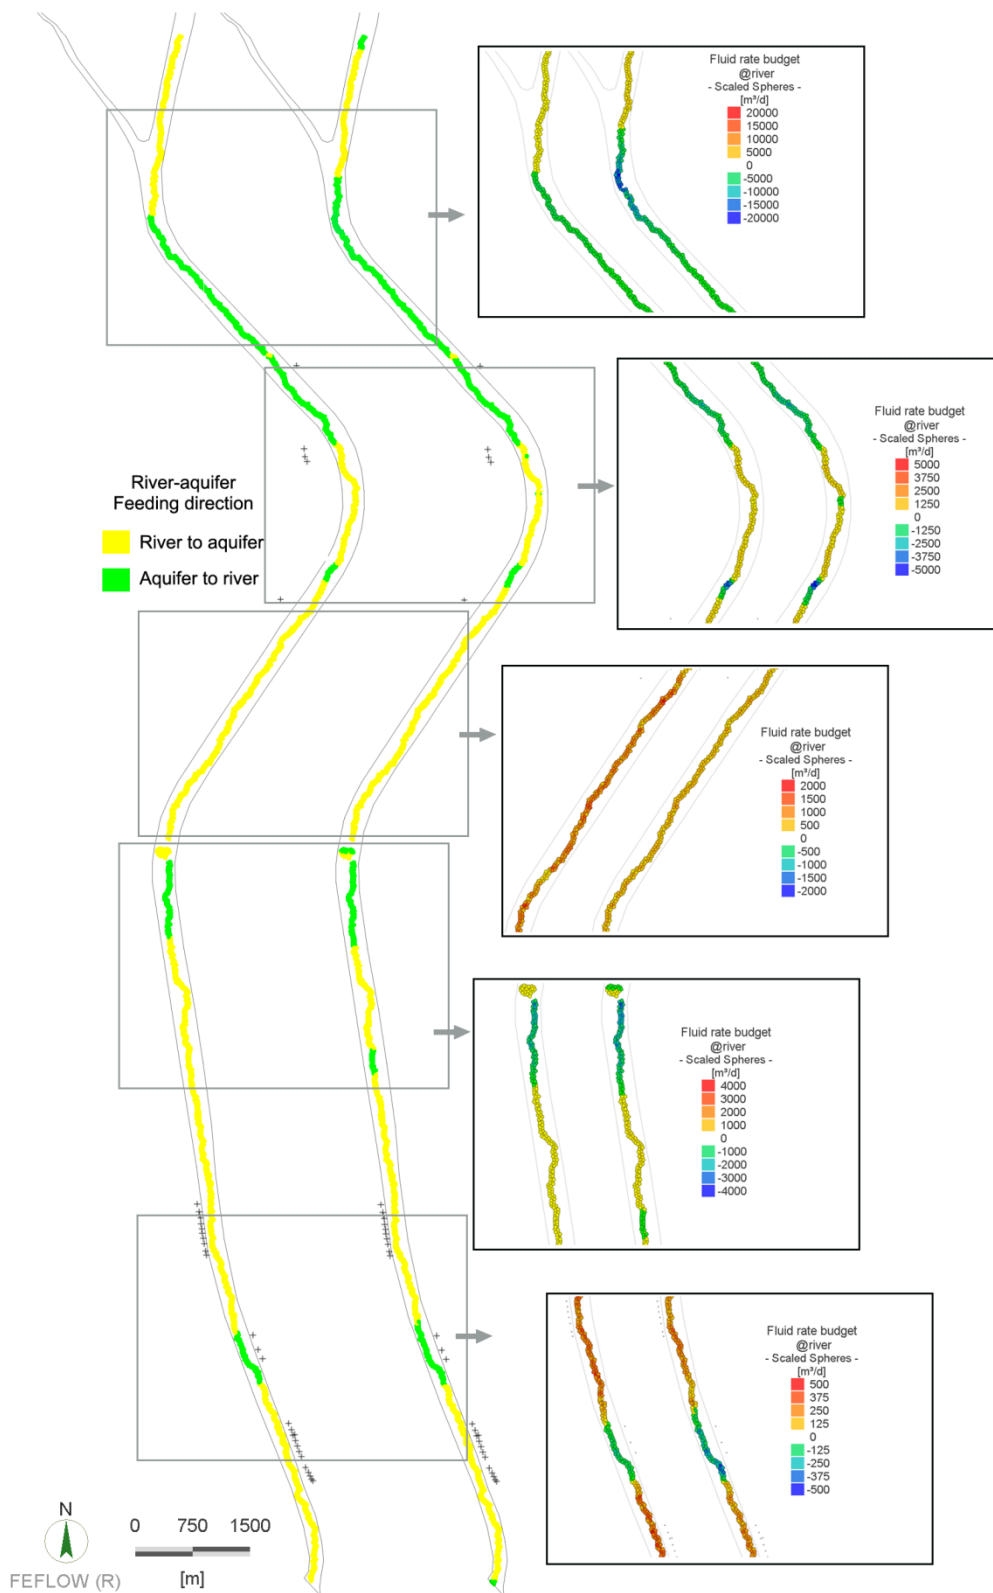 Fluid rate budget
@river
- Scaled Spheres -
[m³/d]
20000
15000
10000
5000
0
-5000
-10000
-15000
-20000
Fluid rate budget
@river
- Scaled Spheres -
[m³/d]
5000
3750
2500
1250
0
-1250
-2500
-3750
-5000
River-aquifer
Feeding direction
River to aquifer
Aquifer to river
Fluid rate budget
@river
- Scaled Spheres -
[m³/d]
2000
1500
1000
500
0
-500
-1000
-1500
-2000
Fluid rate budget
@river
- Scaled Spheres -
[m³/d]
4000
3000
2000
1000
0
-1000
-2000
-3000
-4000
Fluid rate budget
@river
- Scaled Spheres -
[m³/d]
500
375
250
125
0
-125
-250
-375
-500
N
FEFLOW (R)
0 750 1500
[m]